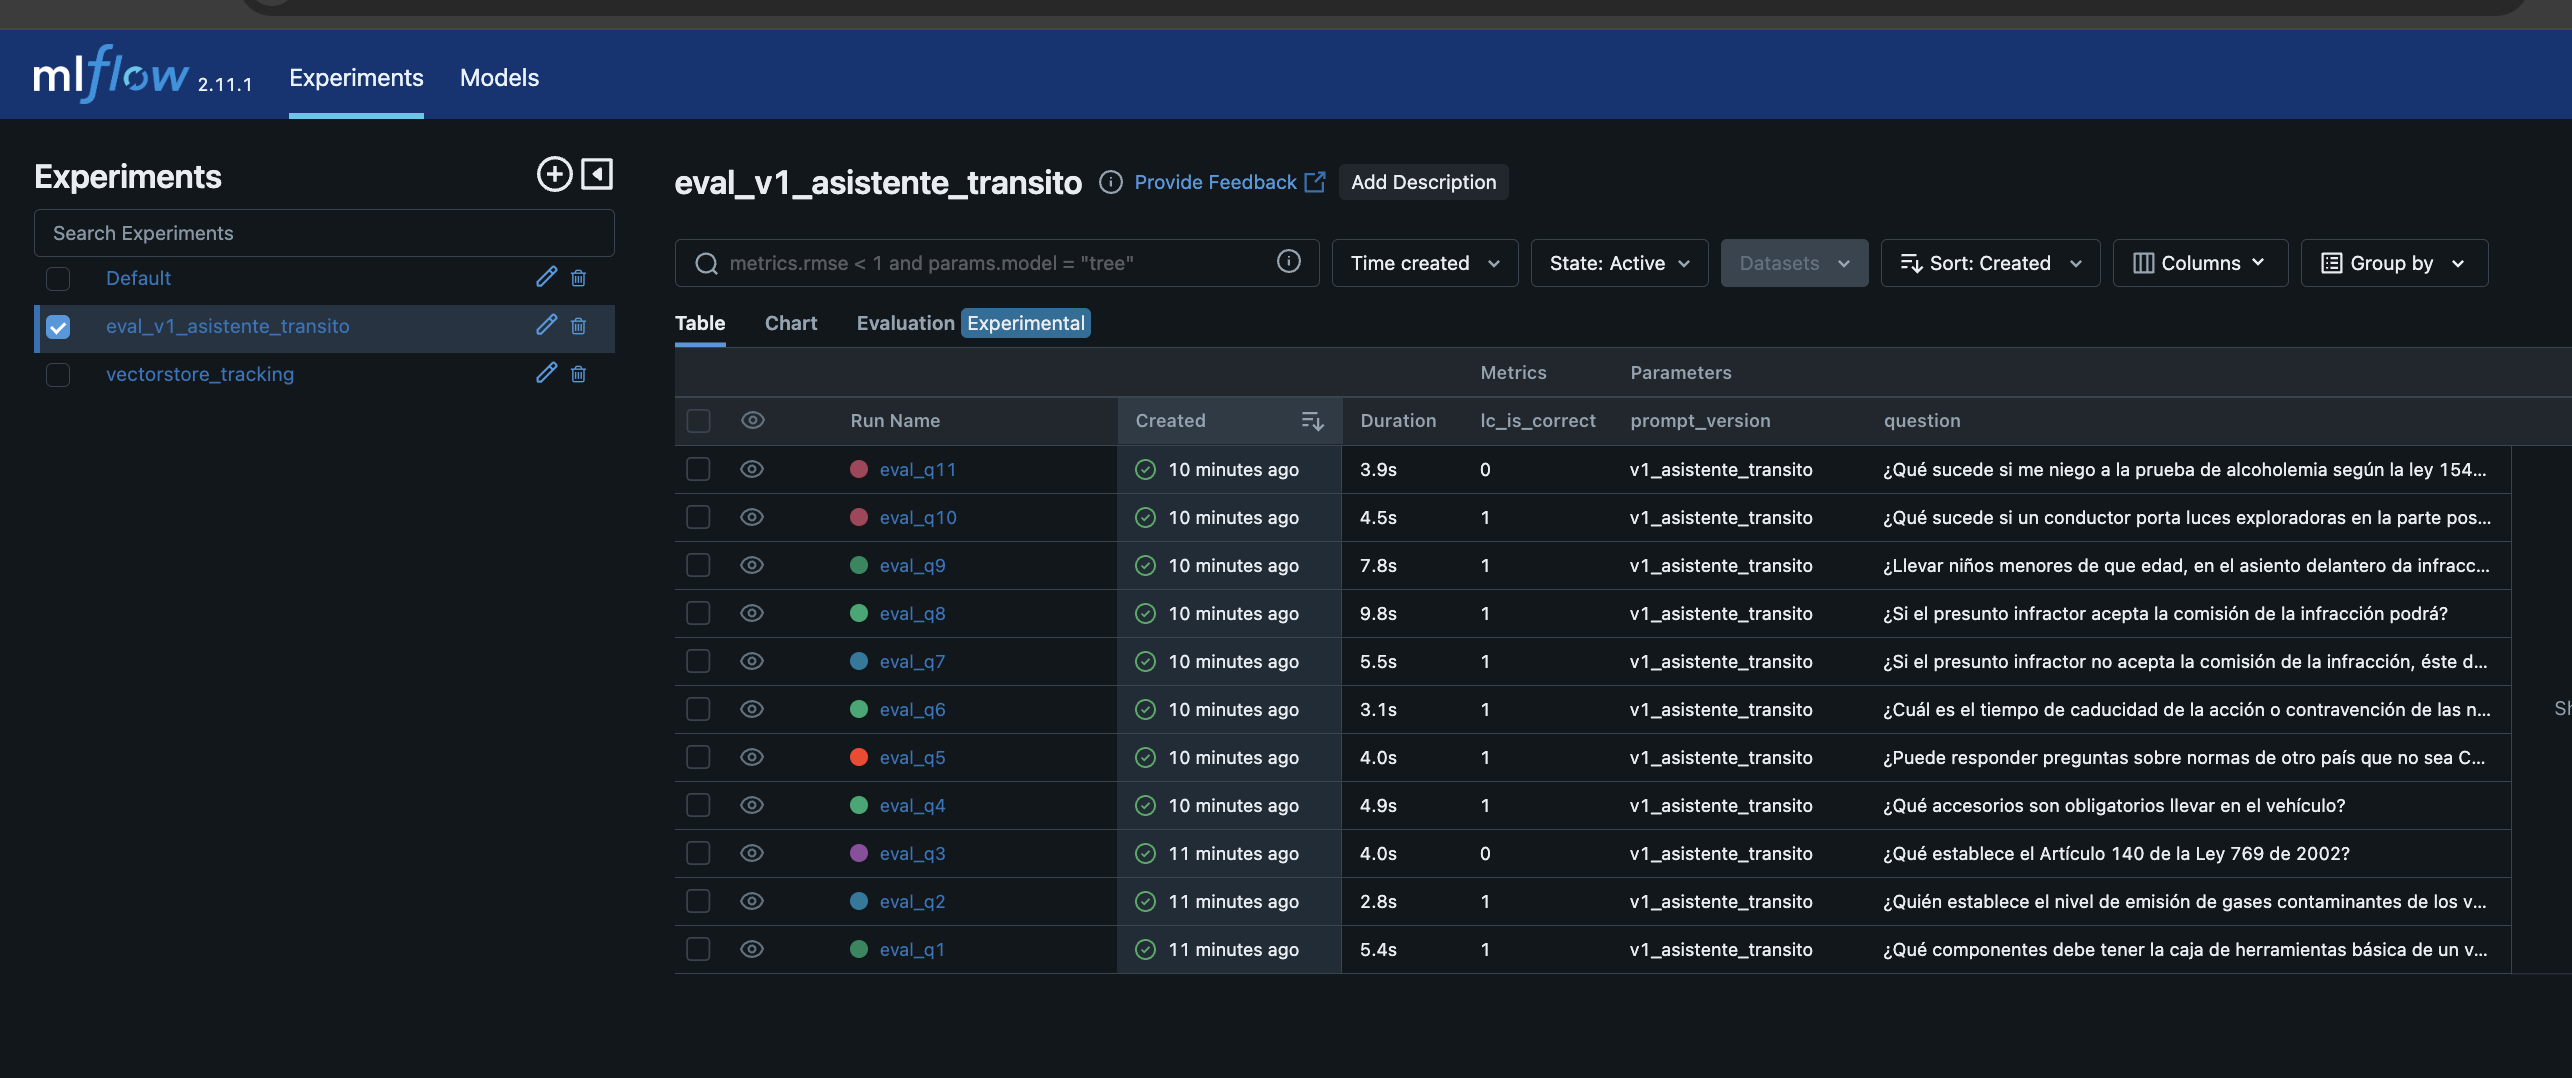 mlflow 2.11.1 Experiments Models
Experiments
Search Experiments
Default
eval_v1_asistente_transito
vectorstore_tracking
eval_v1_asistente_transito Provide Feedback Add Description
metrics.rmse < 1 and params.model = "tree" Time created State: Active Datasets Sort: Created Columns Group by
Table Chart Evaluation Experimental
Metrics Parameters
Run Name Created Duration lc_is_correct prompt_version question
eval_q11 10 minutes ago 3.9s 0 v1_asistente_transito ¿Qué sucede si me niego a la prueba de alcoholemia según la ley 154...
eval_q10 10 minutes ago 4.5s 1 v1_asistente_transito ¿Qué sucede si un conductor porta luces exploradoras en la parte pos...
eval_q9 10 minutes ago 7.8s 1 v1_asistente_transito ¿Llevar niños menores de que edad, en el asiento delantero da infracc...
eval_q8 10 minutes ago 9.8s 1 v1_asistente_transito ¿Si el presunto infractor acepta la comisión de la infracción podrá?
eval_q7 10 minutes ago 5.5s 1 v1_asistente_transito ¿Si el presunto infractor no acepta la comisión de la infracción, éste d...
eval_q6 10 minutes ago 3.1s 1 v1_asistente_transito ¿Cuál es el tiempo de caducidad de la acción o contravención de las n...
eval_q5 10 minutes ago 4.0s 1 v1_asistente_transito ¿Puede responder preguntas sobre normas de otro país que no sea C...
eval_q4 10 minutes ago 4.9s 1 v1_asistente_transito ¿Qué accesorios son obligatorios llevar en el vehículo?
eval_q3 11 minutes ago 4.0s 0 v1_asistente_transito ¿Qué establece el Artículo 140 de la Ley 769 de 2002?
eval_q2 11 minutes ago 2.8s 1 v1_asistente_transito ¿Quién establece el nivel de emisión de gases contaminantes de los v...
eval_q1 11 minutes ago 5.4s 1 v1_asistente_transito ¿Qué componentes debe tener la caja de herramientas básica de un v...